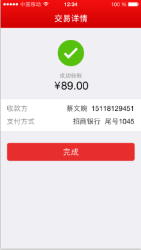 中国移动 12:34 100 %
交易详情
成功转账
¥89.00
收款方 蔡文婉 15118129451
支付方式 招商银行 尾号1045
完成